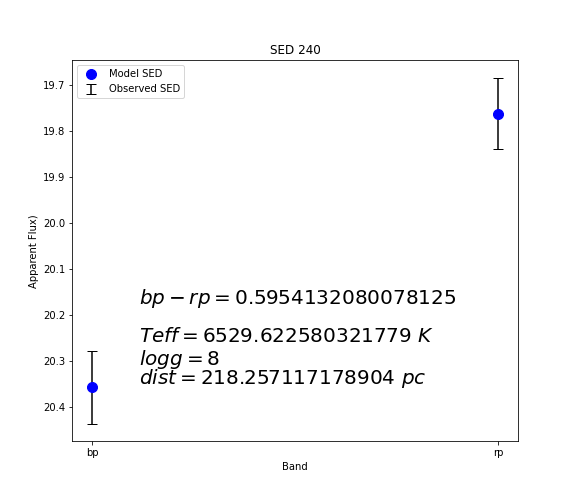 SED 240
Model SED
Observed SED
19.7
19.8
19.9
20.0
20.1
20.2
20.3
20.4
Apparent Flux)
bp − rp = 0.5954132080078125
Teff = 6529.622580321779 K
logg = 8
dist = 218.257117178904 pc
bp
rp
Band